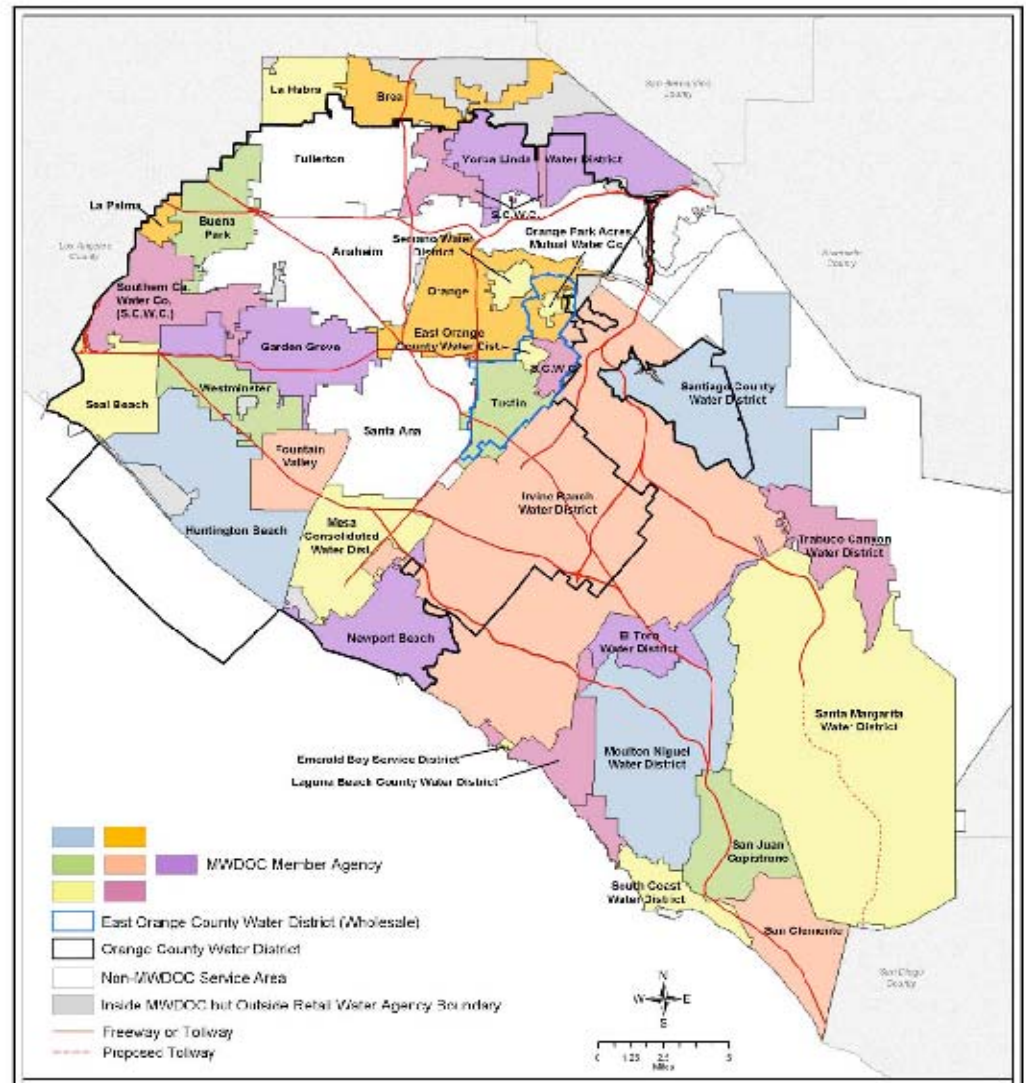 San Bernardino
County
La Habra
Brea
Fullerton
Yorba Linda
Water District
La Palma
Buena
Park
S.C.W.C.
Los Angeles
County
Anaheim
Serrano Water
District
Orange Park Acres
Mutual Water Co.
Riverside
County
Southern Ca.
Water Co.
(S.C.W.C.)
Orange
Garden Grove
East Orange
County Water Dist.
S.C.W.C.
Santiago County
Water District
Seal Beach
Westminster
Tustin
Santa Ana
Fountain
Valley
Irvine Ranch
Water District
Huntington Beach
Mesa
Consolidated
Water Dist.
Trabuco Canyon
Water District
Newport Beach
El Toro
Water District
Santa Margarita
Water District
Moulton Niguel
Water District
Emerald Bay Service District
Laguna Beach County Water District
San Juan
Capistrano
South Coast
Water District
San Clemente
San Diego
County
MWDOC Member Agency
East Orange County Water District (Wholesale)
Orange County Water District
Non-MWDOC Service Area
Inside MWDOC but Outside Retail Water Agency Boundary
Freeway or Tollway
Proposed Tollway
N
W E
S
0 1.25 2.5 5
Miles